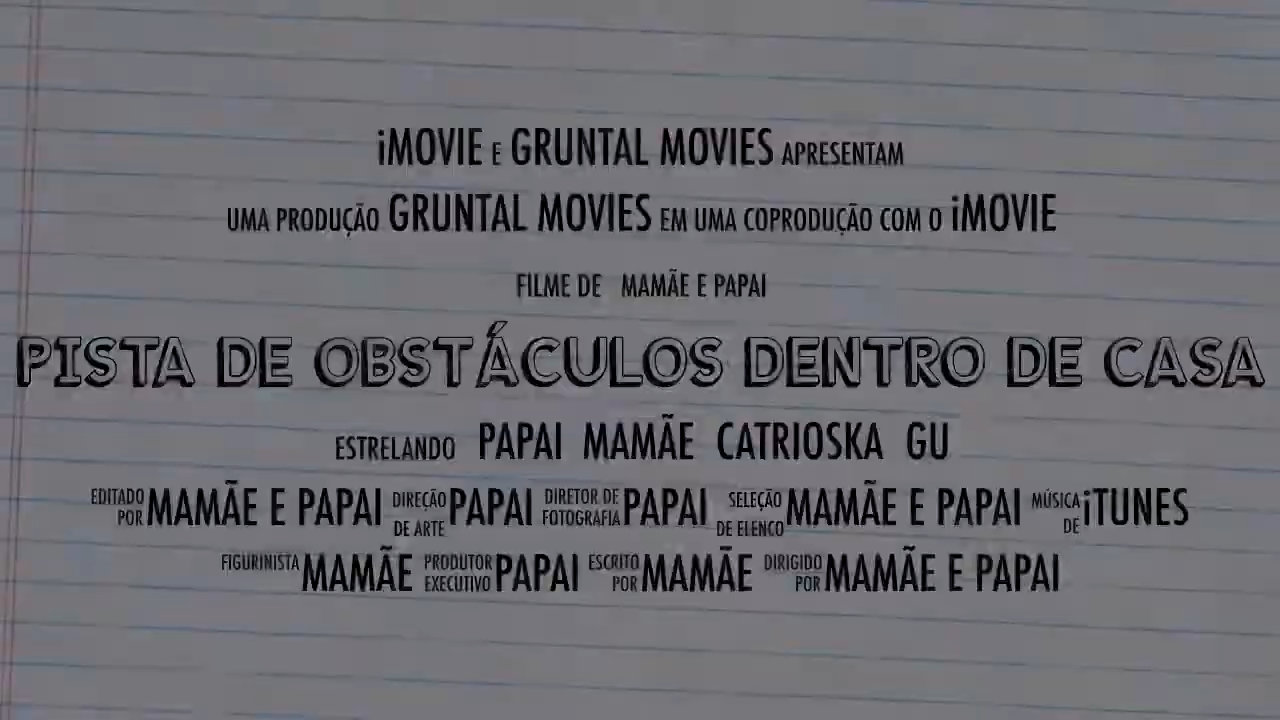 iMOVIE E GRUNTAL MOVIES APRESENTAM
UMA PRODUÇÃO GRUNTAL MOVIES EM UMA COPRODUÇÃO COM O iMOVIE
FILME DE MAMÃE E PAPAI
PISTA DE OBSTÁCULOS DENTRO DE CASA
ESTRELANDO PAPAI MAMÃE CATRIOSKA GU
EDITADO POR MAMÃE E PAPAI DIREÇÃO DE ARTE PAPAI DIRETOR DE FOTOGRAFIA PAPAI SELEÇÃO DE ELENCO MAMÃE E PAPAI MÚSICA DE iTUNES
FIGURINISTA MAMÃE PRODUTOR EXECUTIVO PAPAI ESCRITO POR MAMÃE DIRIGIDO POR MAMÃE E PAPAI